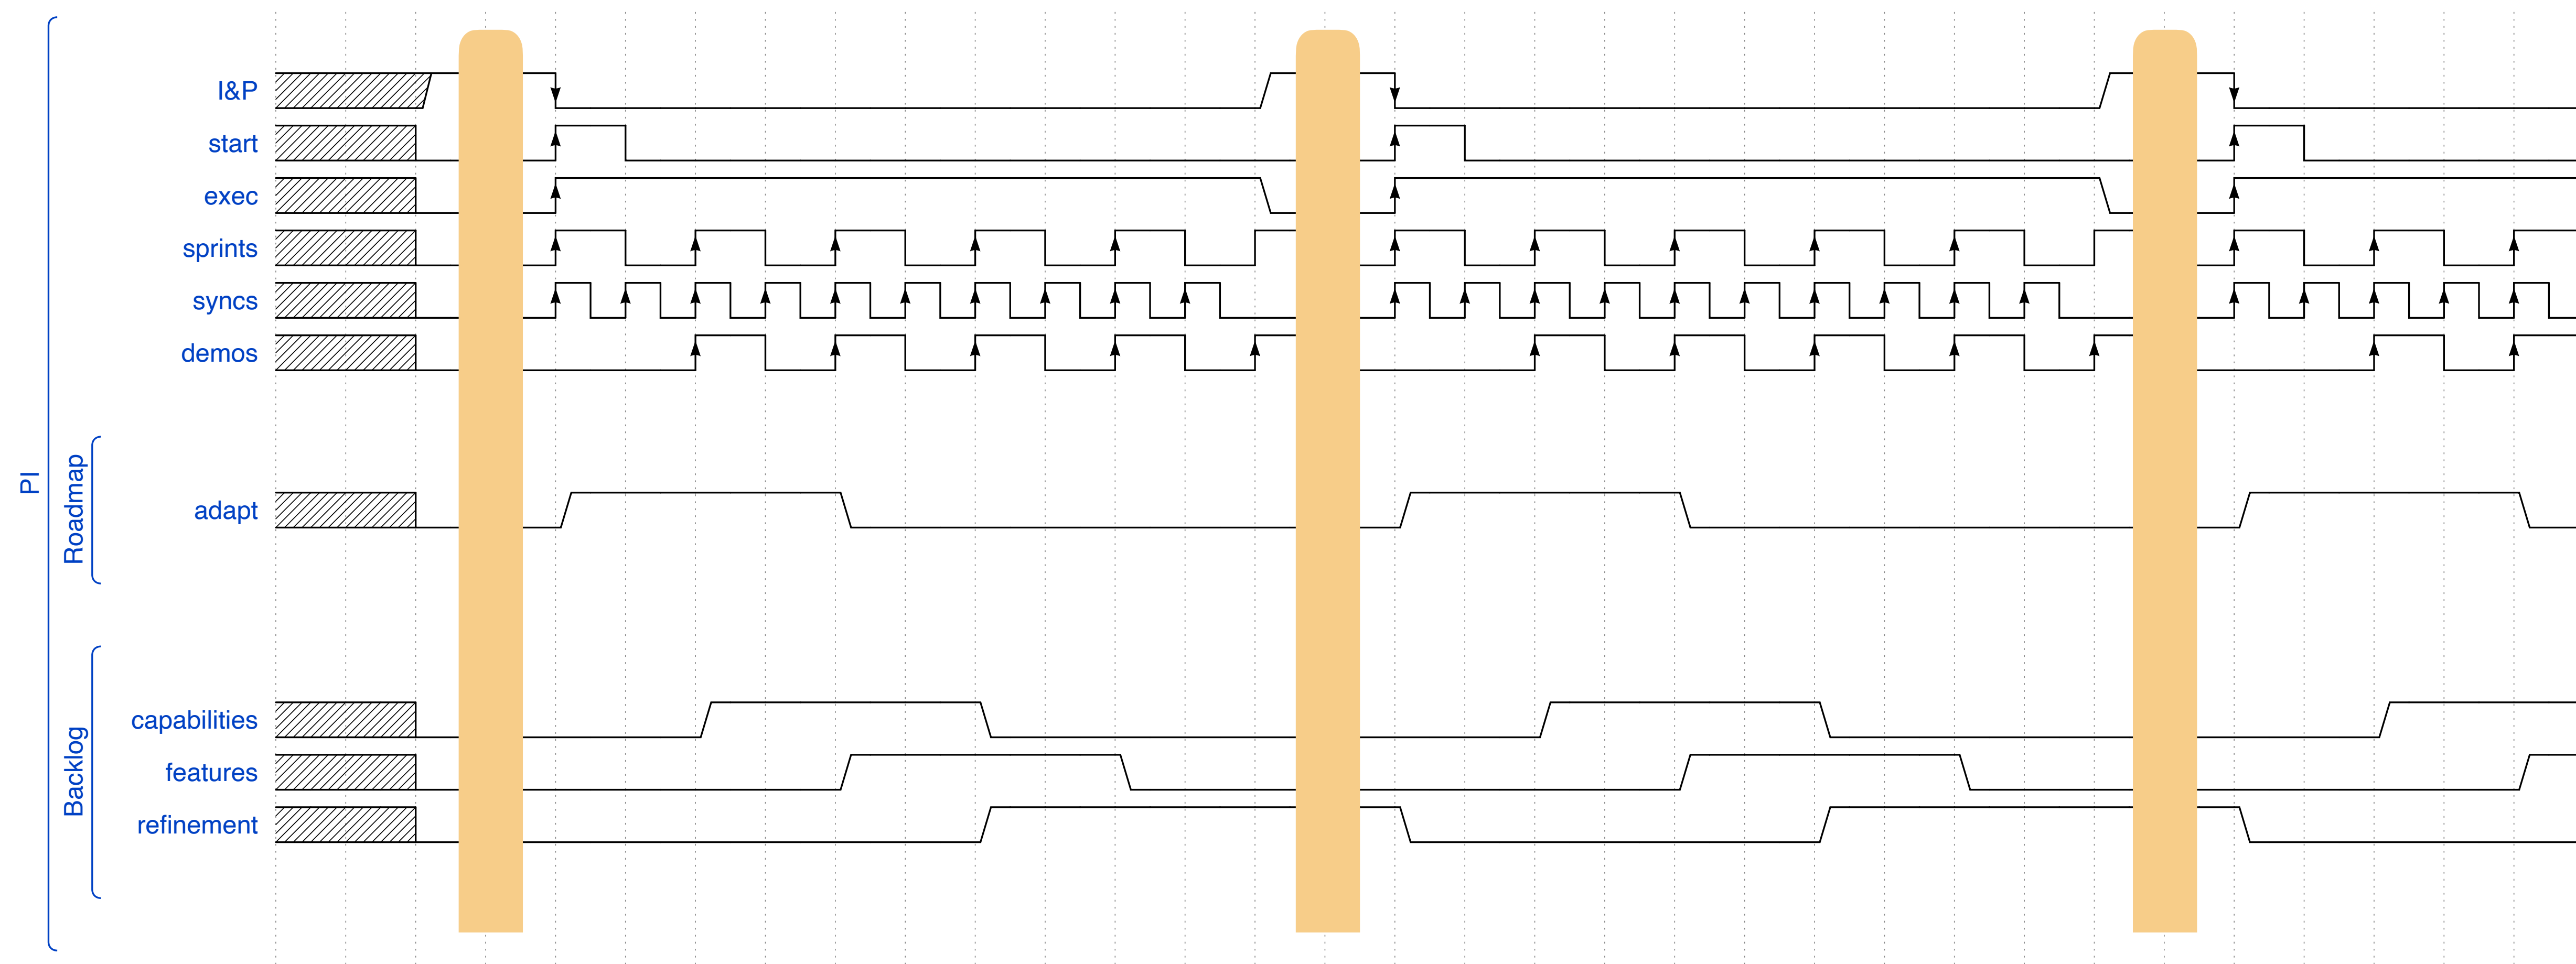 PI
I&P
start
exec
sprints
syncs
demos
Roadmap
adapt
Backlog
capabilities
features
refinement